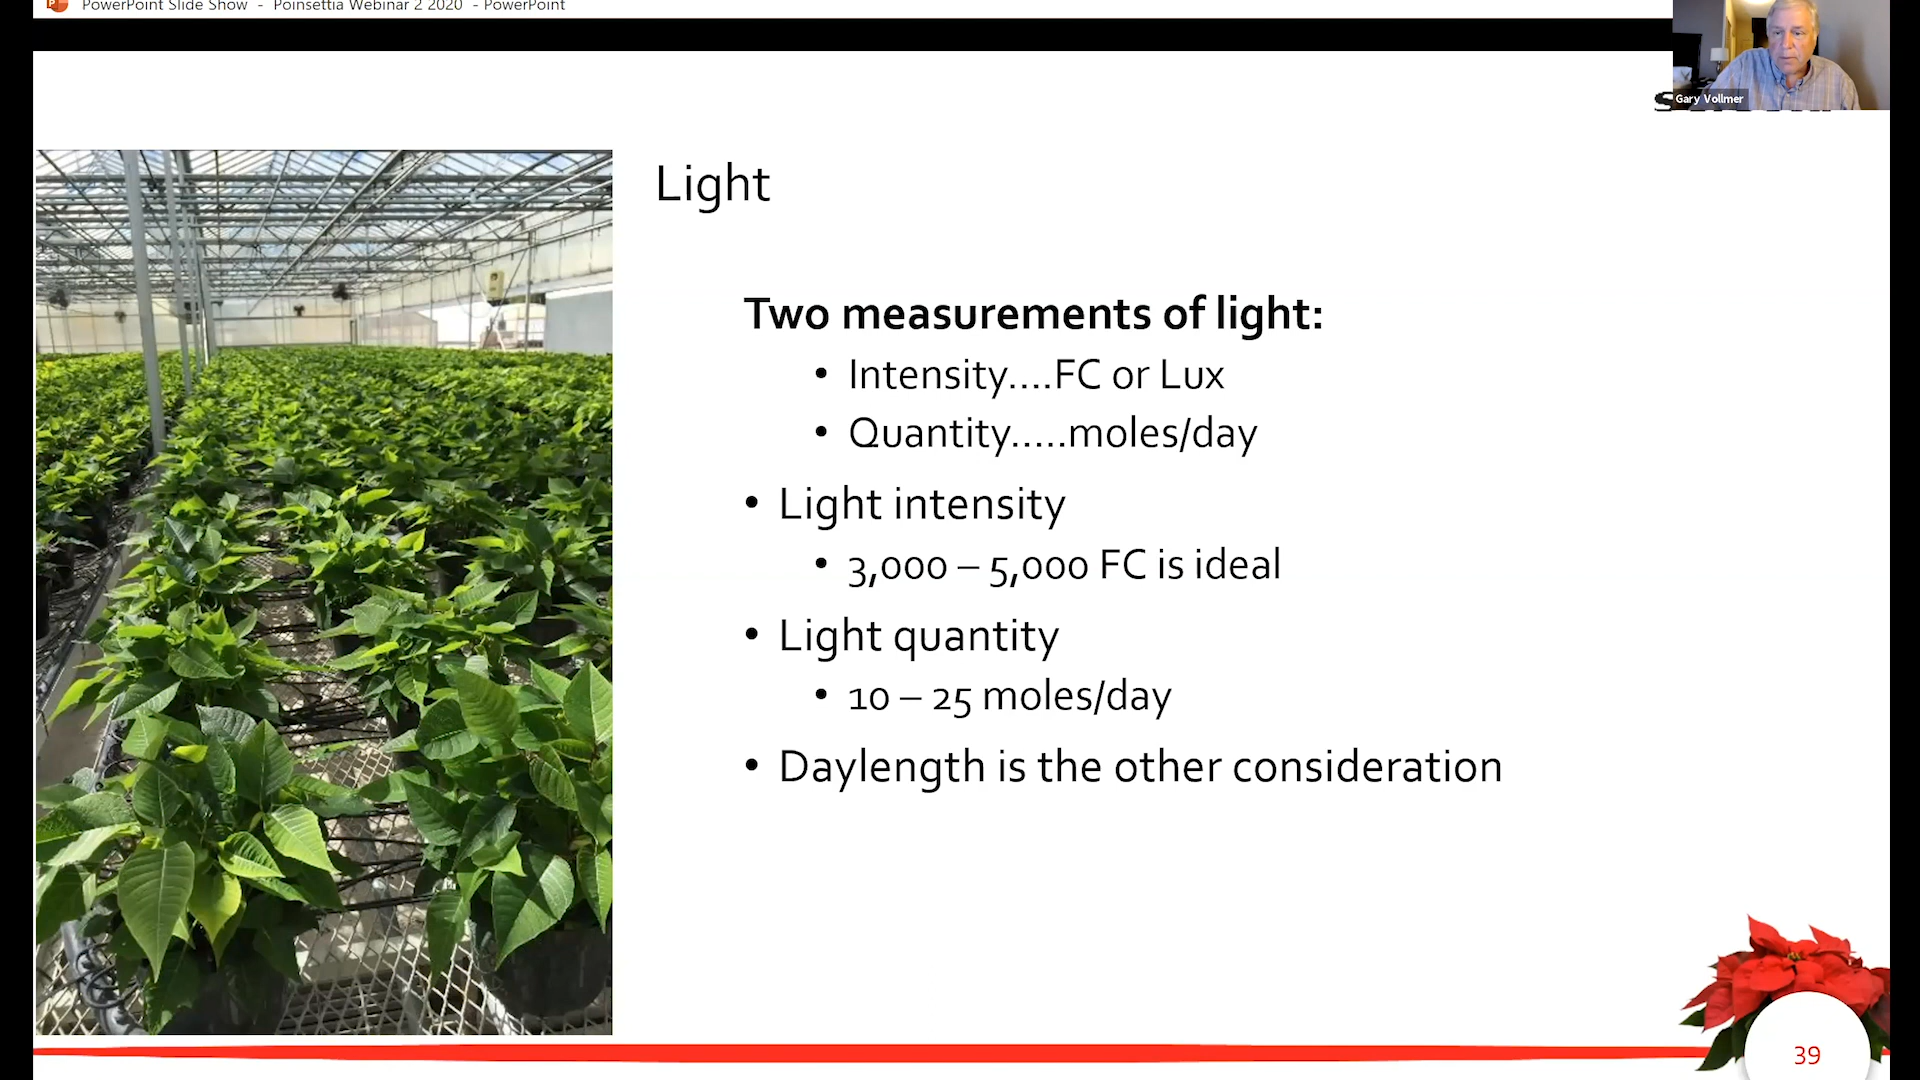 PowerPoint Slide Show - Poinsettia Webinar 2 2020 - PowerPoint
Gary Vollmer
Light
Two measurements of light:
• Intensity....FC or Lux
• Quantity.....moles/day
• Light intensity
• 3,000 – 5,000 FC is ideal
• Light quantity
• 10 – 25 moles/day
• Daylength is the other consideration
39